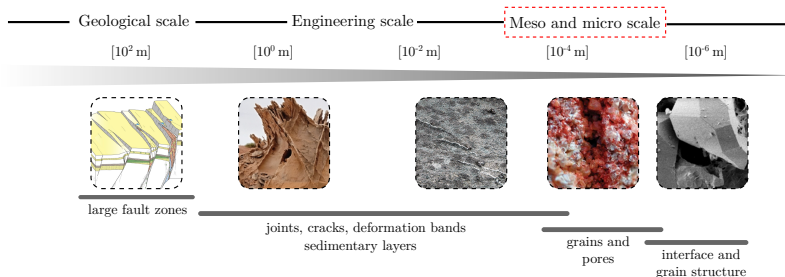 Geological scale Engineering scale Meso and micro scale
[10² m] [10⁰ m] [10⁻² m] [10⁻⁴ m] [10⁻⁶ m]
large fault zones
joints, cracks, deformation bands
sedimentary layers
grains and
pores
interface and
grain structure